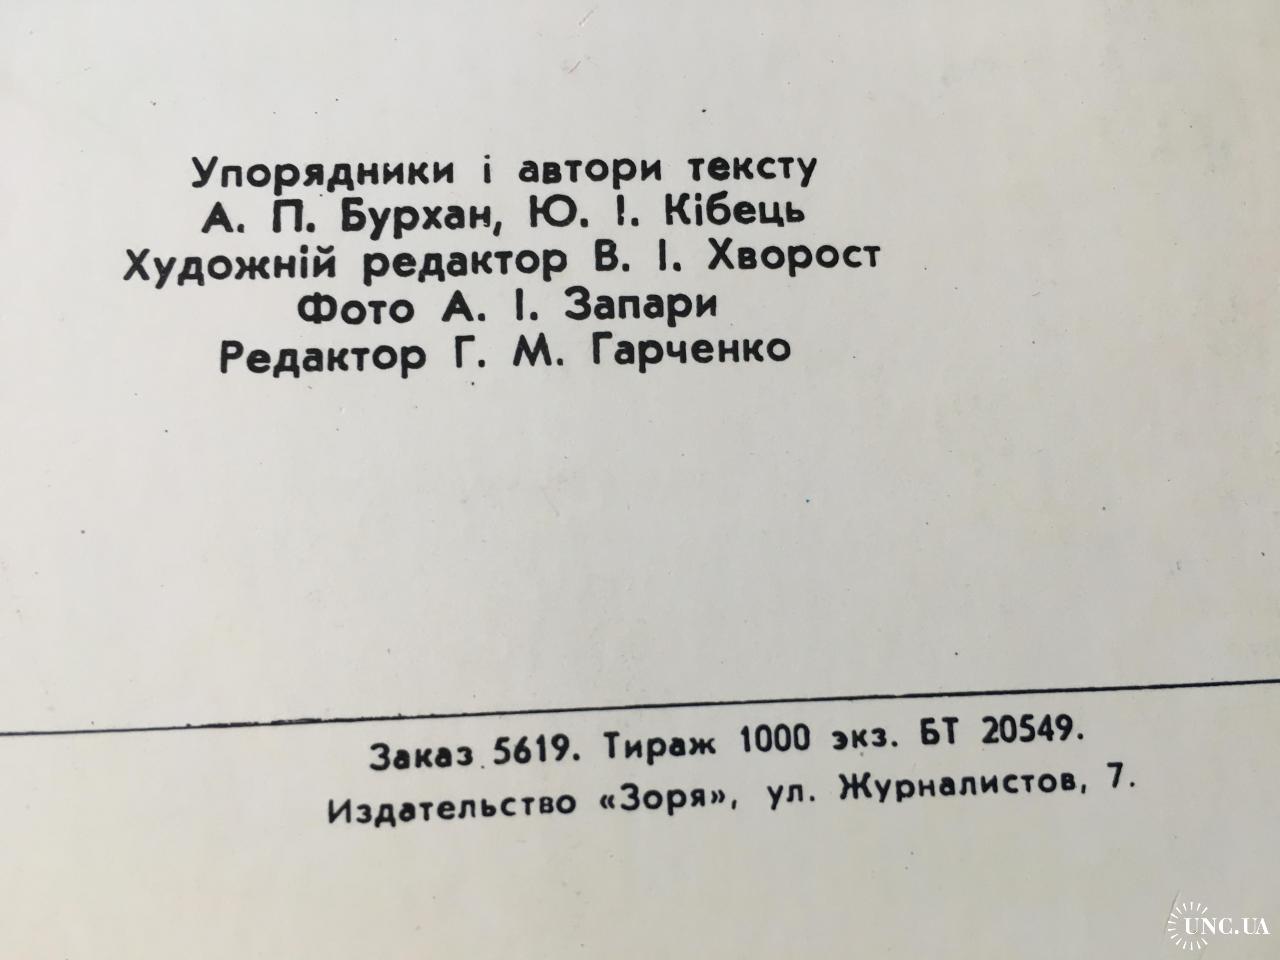 Упорядники і автори тексту
А. П. Бурхан, Ю. І. Кібець
Художній редактор В. І. Хворост
Фото А. І. Запари
Редактор Г. М. Гарченко
Заказ 5619. Тираж 1000 экз. БТ 20549.
Издательство «Зоря», ул. Журналистов, 7.
UNC.UA